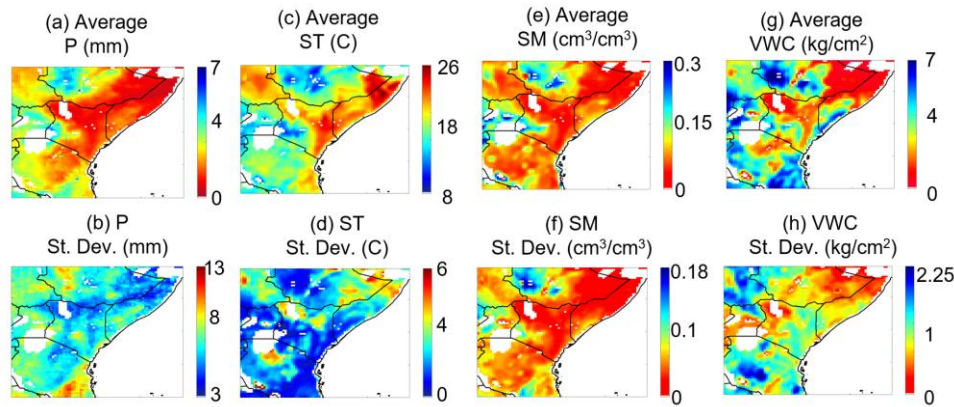 (a) Average
P (mm)
7
4
0
(c) Average
ST (C)
26
18
8
(e) Average
SM (cm³/cm³)
0.3
0.15
0
(g) Average
VWC (kg/cm²)
7
4
0
(b) P
St. Dev. (mm)
13
8
3
(d) ST
St. Dev. (C)
6
4
2
0
(f) SM
St. Dev. (cm³/cm³)
0.18
0.1
0
(h) VWC
St. Dev. (kg/cm²)
2.25
1
0